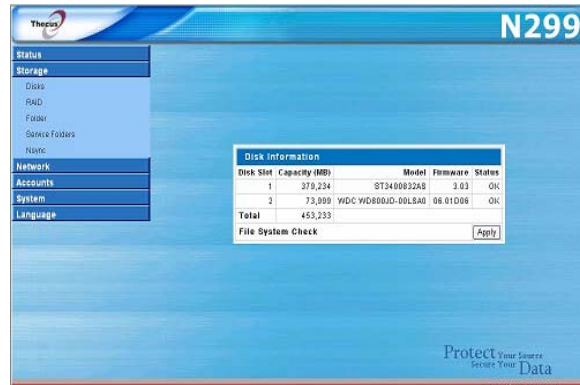 Thecus
N299
Status
Storage
Disks
RAID
Folder
Service Folders
Nsync
Network
Accounts
System
Language
Disk Information
Disk Slot Capacity (MB) Model Firmware Status
1 379,234 ST3400832AS 3.03 OK
2 73,999 WDC WD800JD-00LSA0 06.01D06 OK
Total 453,233
File System Check Apply
Protect Your Source
Secure Your Data